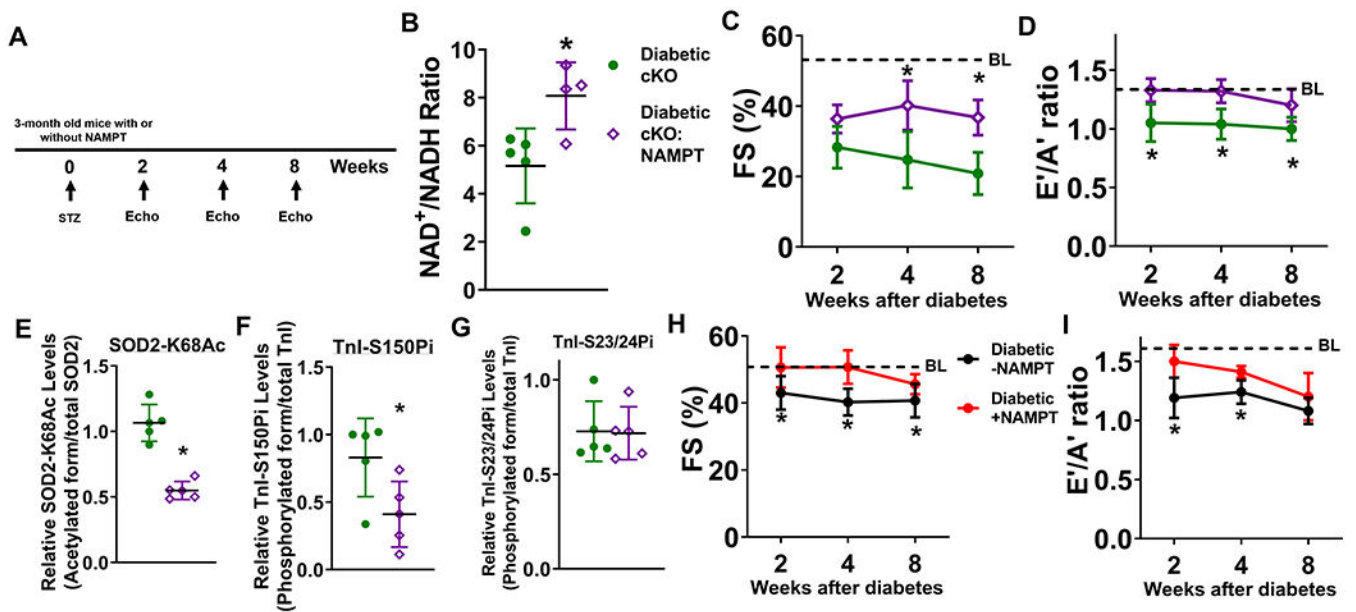 A
3-month old mice with or
without NAMPT
0
2
4
8
Weeks
STZ
Echo
Echo
Echo
B
NAD+/NADH Ratio
10
8
6
4
2
0
*
Diabetic
cKO
Diabetic
cKO:
NAMPT
C
FS (%)
60
40
20
0
BL
*
*
2
4
8
Weeks after diabetes
D
E'/A' ratio
1.5
1.0
0.5
0.0
BL
*
*
*
2
4
8
Weeks after diabetes
E
SOD2-K68Ac
Relative SOD2-K68Ac Levels
(Acetylated form/total SOD2)
1.5
1.0
0.5
0.0
*
F
TnI-S150Pi
Relative TnI-S150Pi Levels
(Phosphorylated form/total TnI)
1.5
1.0
0.5
0.0
*
G
TnI-S23/24Pi
Relative TnI-S23/24Pi Levels
(Phosphorylated form/total TnI)
1.0
0.5
0.0
H
FS (%)
60
40
20
0
BL
*
*
*
2
4
8
Weeks after diabetes
Diabetic
-NAMPT
Diabetic
+NAMPT
I
E'/A' ratio
1.5
1.0
0.5
0.0
BL
*
*
2
4
8
Weeks after diabetes